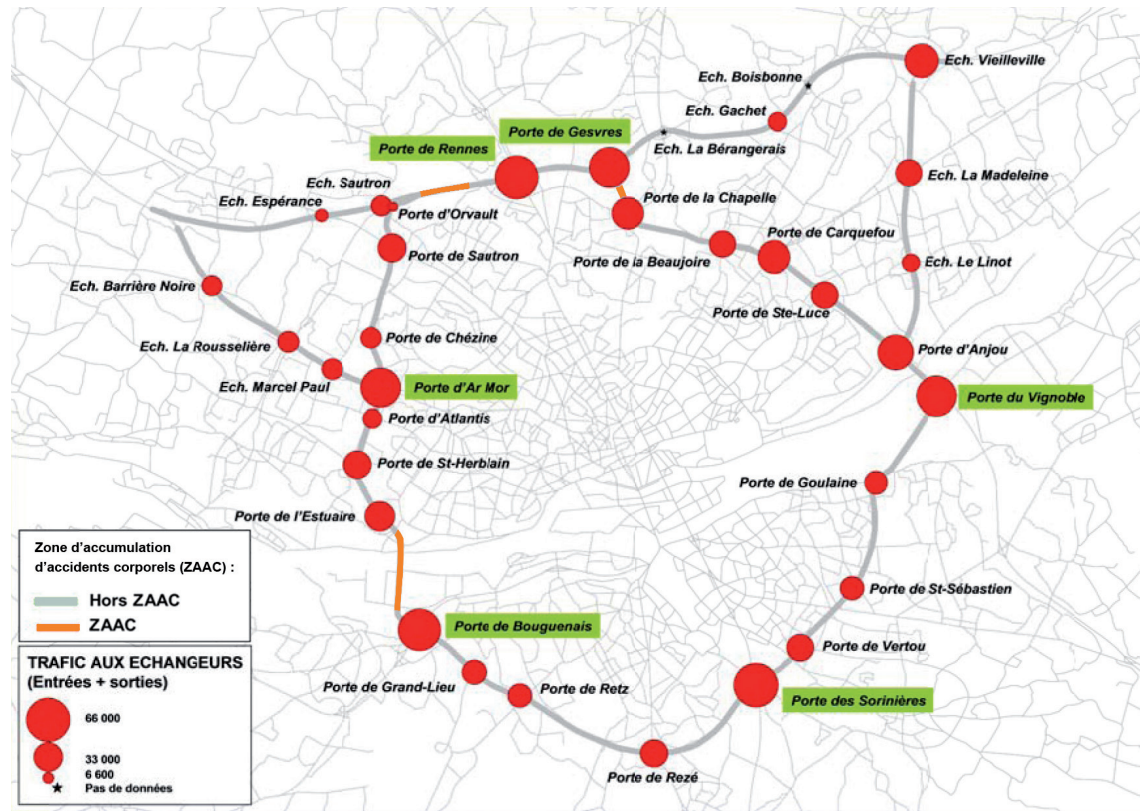 Ech. Vieilleville
Ech. Boisbonne
Ech. Gachet
Porte de Gesvres
Porte de Rennes
Ech. La Bérangerais
Ech. La Madeleine
Ech. Sautron
Ech. Espérance
Porte d'Orvault
Porte de la Chapelle
Porte de Carquefou
Porte de Sautron
Porte de la Beaujoire
Ech. Le Linot
Ech. Barrière Noire
Porte de Ste-Luce
Porte de Chézine
Ech. La Rousselière
Porte d'Anjou
Ech. Marcel Paul
Porte d'Ar Mor
Porte du Vignoble
Porte d'Atlantis
Porte de St-Herblain
Porte de Goulaine
Porte de l'Estuaire
Zone d'accumulation
d'accidents corporels (ZAAC) :
Hors ZAAC
ZAAC
Porte de St-Sébastien
Porte de Bouguenais
Porte de Vertou
Porte de Grand-Lieu
Porte de Retz
Porte des Sorinières
Porte de Rezé
TRAFIC AUX ECHANGEURS
(Entrées + sorties)
66 000
33 000
6 600
Pas de données